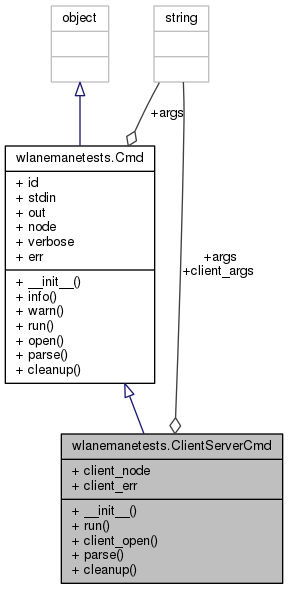 object
string
+args
wlanemanetests.Cmd
+ id
+ stdin
+ out
+ node
+ verbose
+ err
+ __init__()
+ info()
+ warn()
+ run()
+ open()
+ parse()
+ cleanup()
+args
+client_args
wlanemanetests.ClientServerCmd
+ client_node
+ client_err
+ __init__()
+ run()
+ client_open()
+ parse()
+ cleanup()